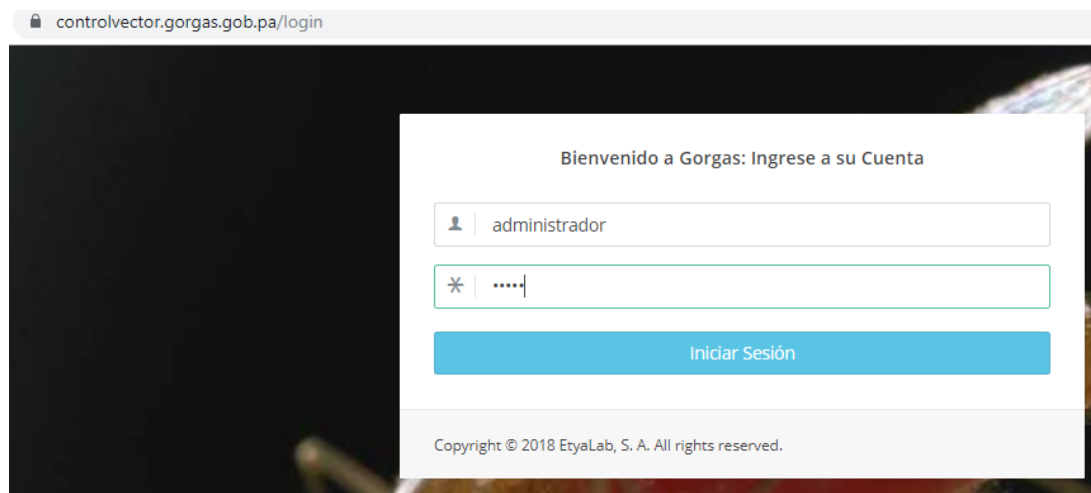 controlvector.gorgas.gob.pa/login
Bienvenido a Gorgas: Ingrese a su Cuenta
administrador
•••••
Iniciar Sesión
Copyright © 2018 EtyaLab, S. A. All rights reserved.